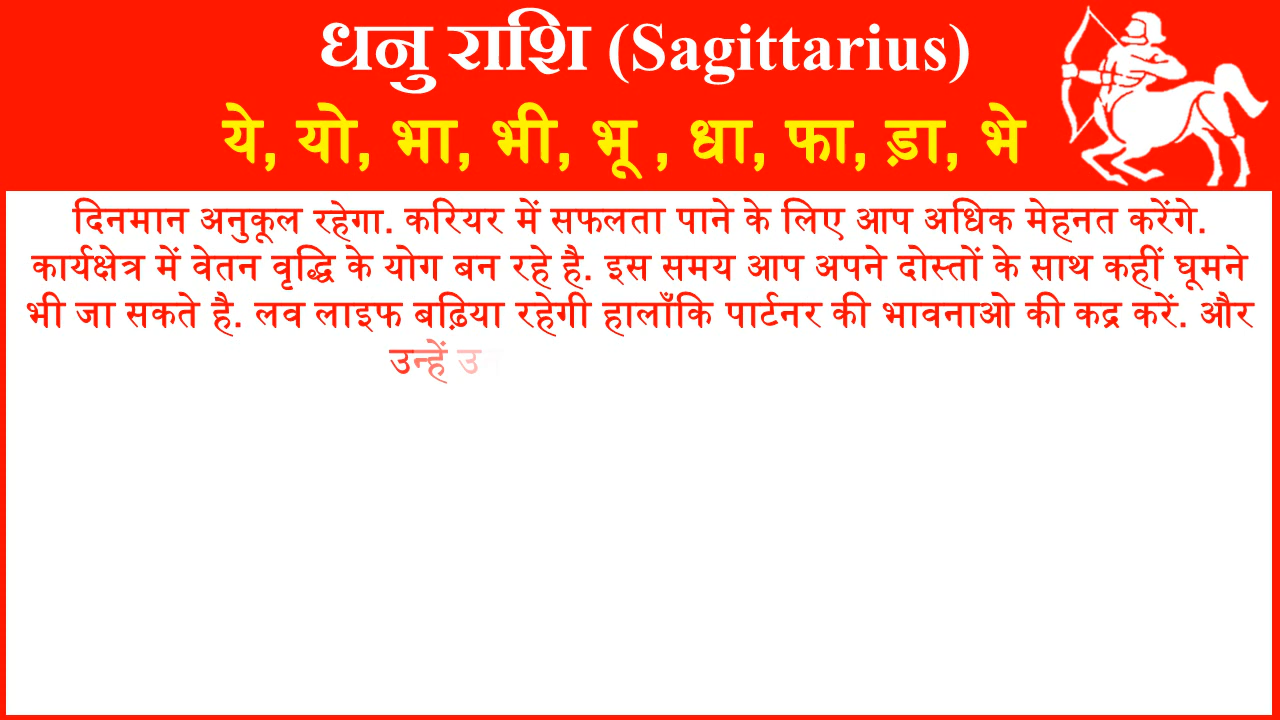 धनु राशि (Sagittarius)
ये, यो, भा, भी, भू , धा, फा, ड़ा, भे
दिनमान अनुकूल रहेगा. करियर में सफलता पाने के लिए आप अधिक मेहनत करेंगे.
कार्यक्षेत्र में वेतन वृद्धि के योग बन रहे है. इस समय आप अपने दोस्तों के साथ कहीं घूमने
भी जा सकते है. लव लाइफ बढ़िया रहेगी हालाँकि पार्टनर की भावनाओ की कद्र करें. और
उन्हें